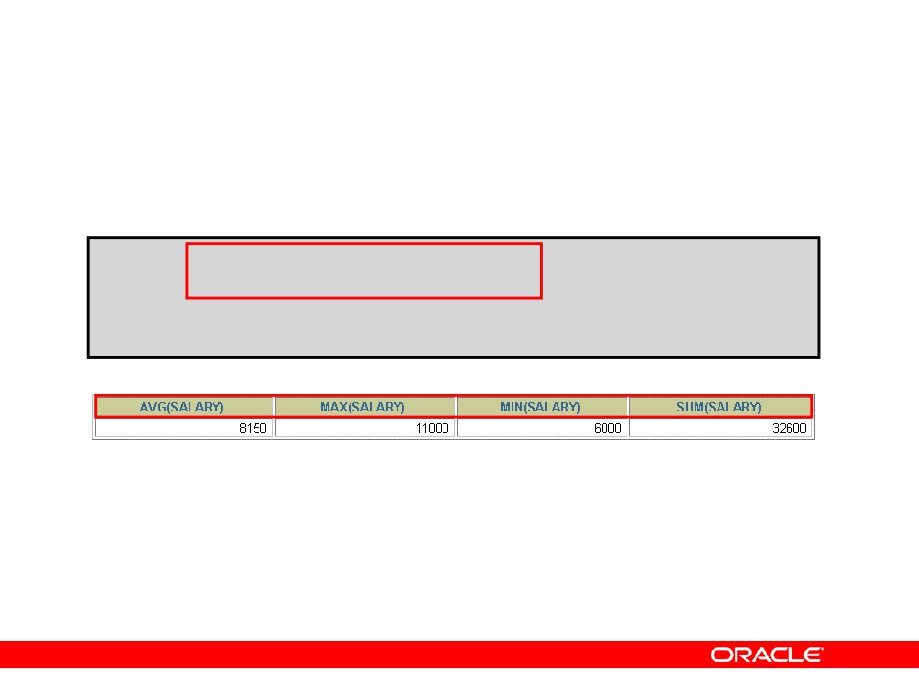 AVG(SALARY) MAX(SALARY) MIN(SALARY) SUM(SALARY)
8150 11000 6000 32600
ORACLE